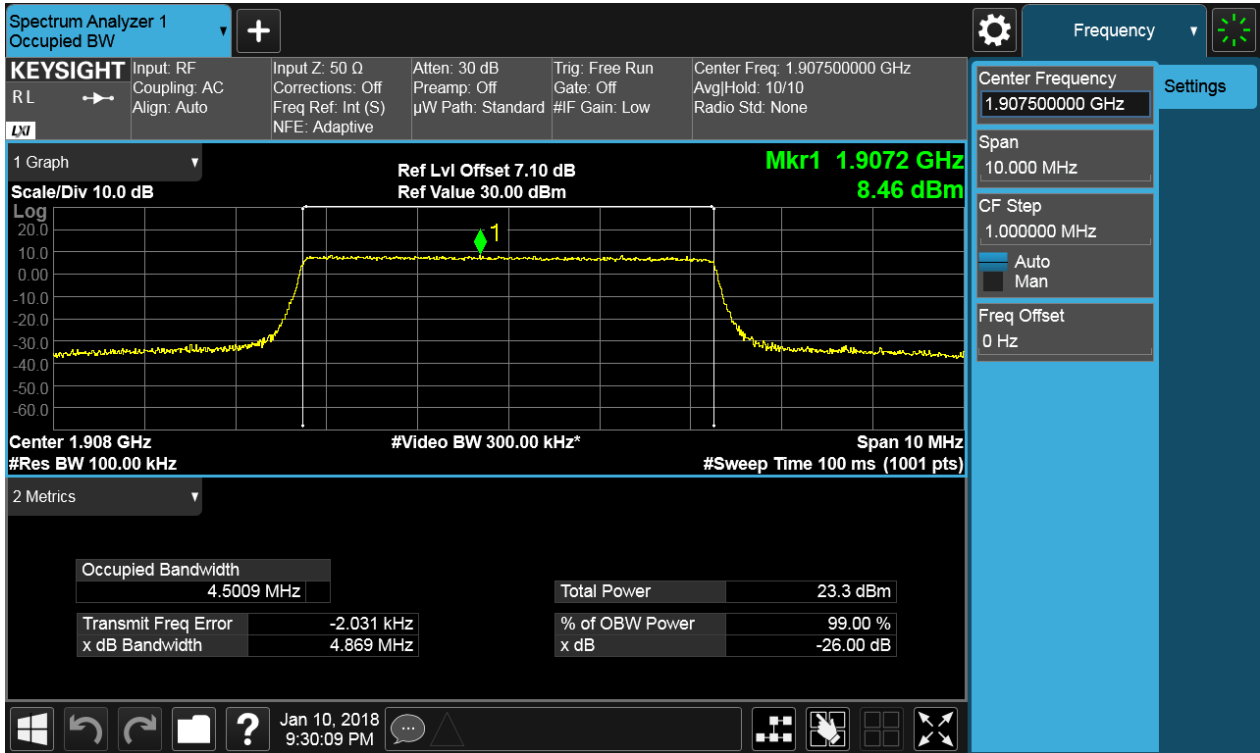 Spectrum Analyzer 1
Occupied BW
+
Frequency
KEYSIGHT
RL
LXI
Input: RF
Coupling: AC
Align: Auto
Input Z: 50 Ω
Corrections: Off
Freq Ref: Int (S)
NFE: Adaptive
Atten: 30 dB
Preamp: Off
µW Path: Standard
Trig: Free Run
Gate: Off
#IF Gain: Low
Center Freq: 1.907500000 GHz
Avg|Hold: 10/10
Radio Std: None
Center Frequency
1.907500000 GHz
Settings
Span
10.000 MHz
CF Step
1.000000 MHz
Auto
Man
Freq Offset
0 Hz
1 Graph
Scale/Div 10.0 dB
Ref Lvl Offset 7.10 dB
Ref Value 30.00 dBm
Mkr1 1.9072 GHz
8.46 dBm
Log
20.0
10.0
0.00
-10.0
-20.0
-30.0
-40.0
-50.0
-60.0
1
Center 1.908 GHz
#Res BW 100.00 kHz
#Video BW 300.00 kHz*
Span 10 MHz
#Sweep Time 100 ms (1001 pts)
2 Metrics
Occupied Bandwidth
4.5009 MHz
Transmit Freq Error -2.031 kHz
x dB Bandwidth 4.869 MHz
Total Power 23.3 dBm
% of OBW Power 99.00 %
x dB -26.00 dB
?
Jan 10, 2018
9:30:09 PM